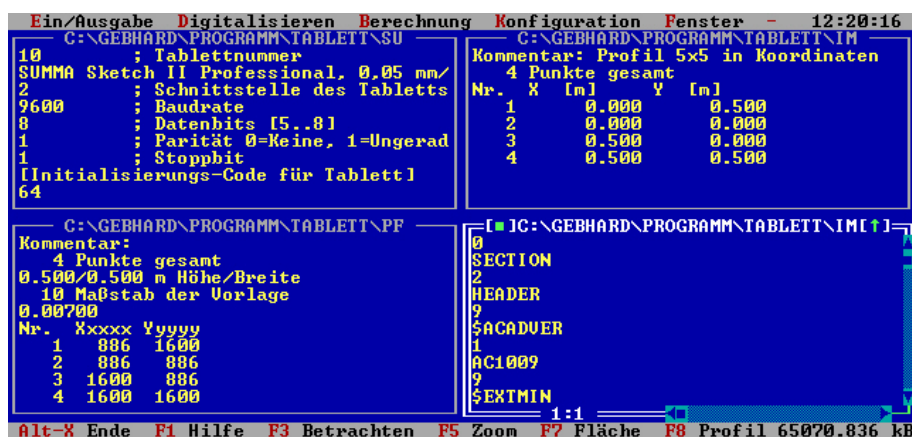 Ein/Ausgabe Digitalisieren Berechnung Konfiguration Fenster - 12:20:16
C:\GEBHARD\PROGRAMM\TABLETT\SU
10 ; Tablettnummer
SUMMA Sketch II Professional, 0,05 mm/
2 ; Schnittstelle des Tabletts
9600 ; Baudrate
8 ; Datenbits [5..8]
1 ; Parität 0=Keine, 1=Ungerad
1 ; Stoppbit
[Initialisierungs-Code für Tablett]
64
C:\GEBHARD\PROGRAMM\TABLETT\IM
Kommentar: Profil 5x5 in Koordinaten
4 Punkte gesamt
Nr. X [m] Y [m]
1 0.000 0.500
2 0.000 0.000
3 0.500 0.000
4 0.500 0.500
C:\GEBHARD\PROGRAMM\TABLETT\PF
Kommentar:
4 Punkte gesamt
0.500/0.500 m Höhe/Breite
10 Maßstab der Vorlage
0.00700
Nr. Xxxxx Yyyyy
1 886 1600
2 886 886
3 1600 886
4 1600 1600
[■]C:\GEBHARD\PROGRAMM\TABLETT\IM[↑]
0
SECTION
2
HEADER
9
$ACADVER
1
AC1009
9
$EXTMIN
1:1
Alt-X Ende F1 Hilfe F3 Betrachten F5 Zoom F7 Fläche F8 Profil 65070.836 kB